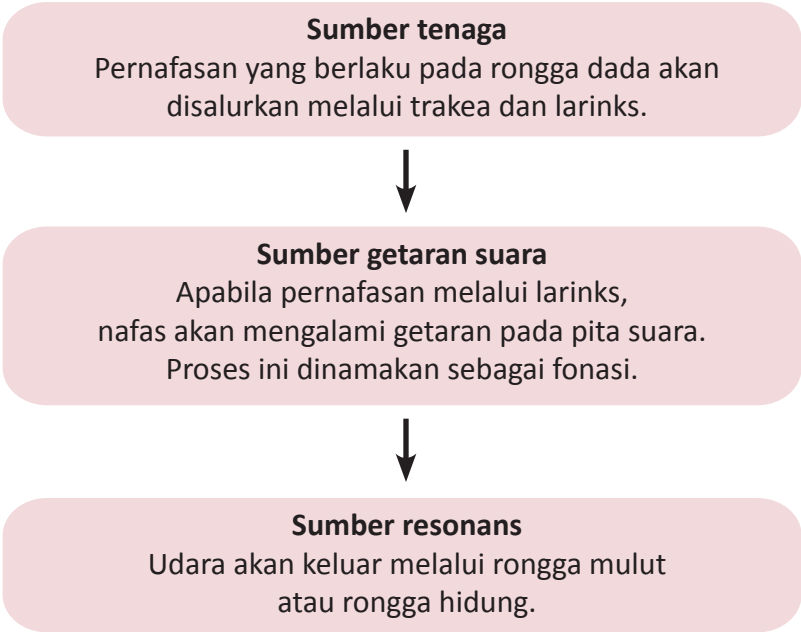 Sumber tenaga
Pernafasan yang berlaku pada rongga dada akan
disalurkan melalui trakea dan larinks.
Sumber getaran suara
Apabila pernafasan melalui larinks,
nafas akan mengalami getaran pada pita suara.
Proses ini dinamakan sebagai fonasi.
Sumber resonans
Udara akan keluar melalui rongga mulut
atau rongga hidung.